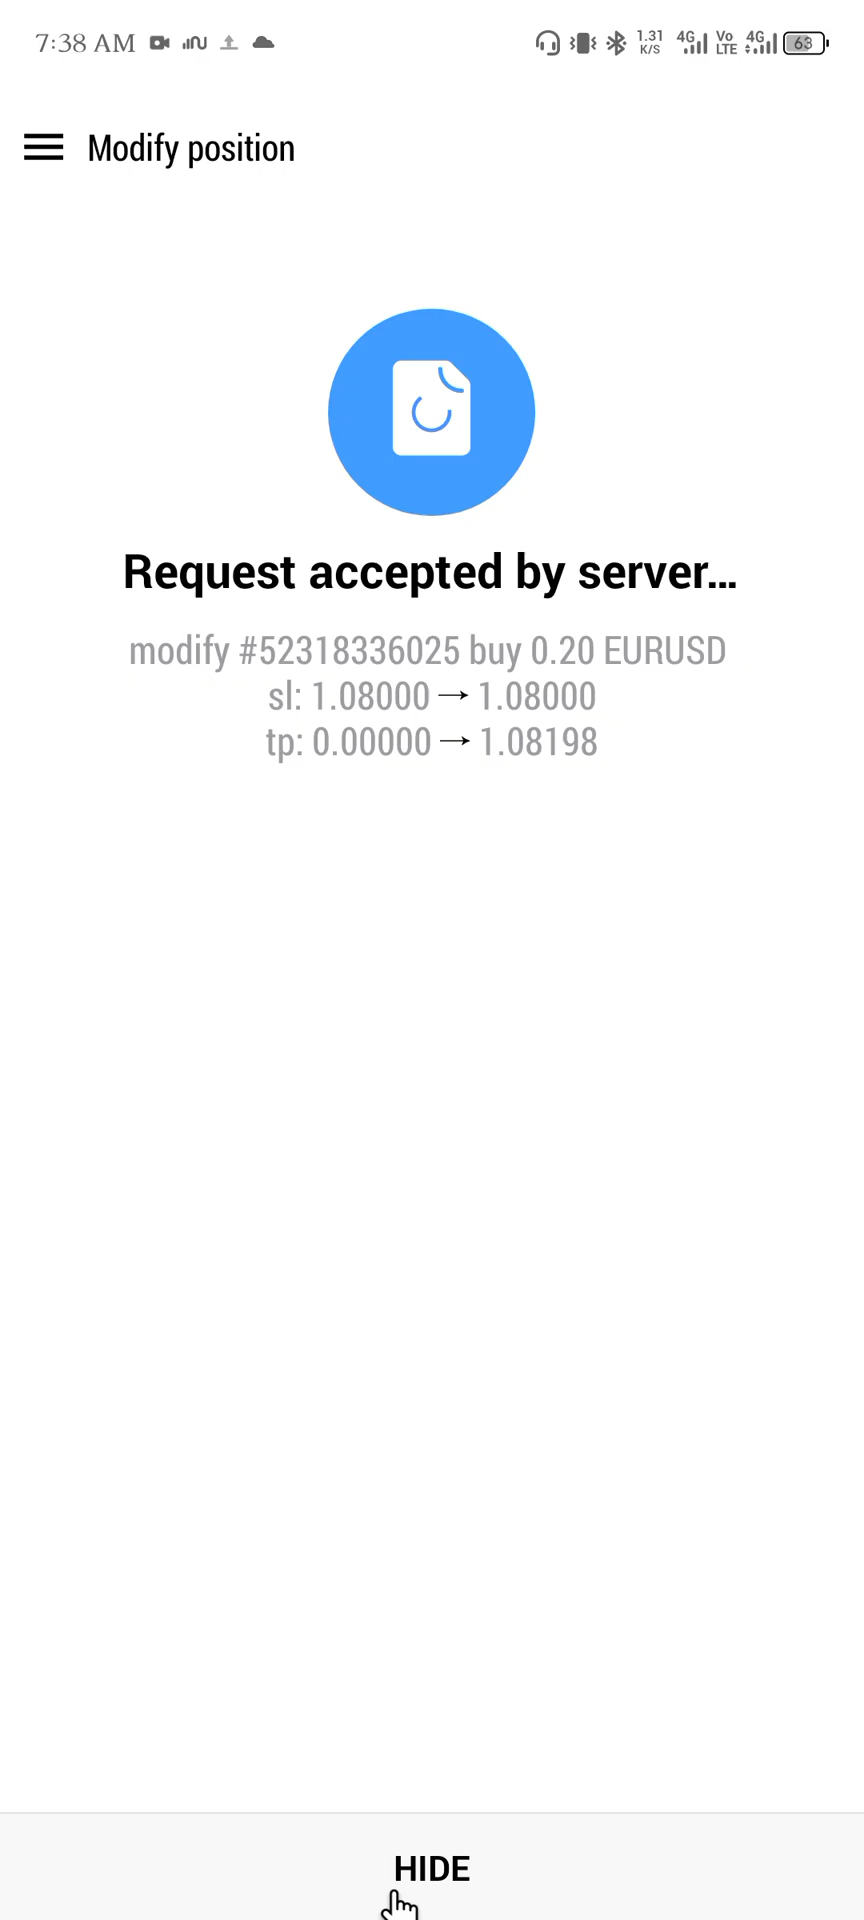 7:38 AM 1.31 K/S 4G Vo LTE 4G 63
Modify position
Request accepted by server...
modify #52318336025 buy 0.20 EURUSD
sl: 1.08000 → 1.08000
tp: 0.00000 → 1.08198
HIDE